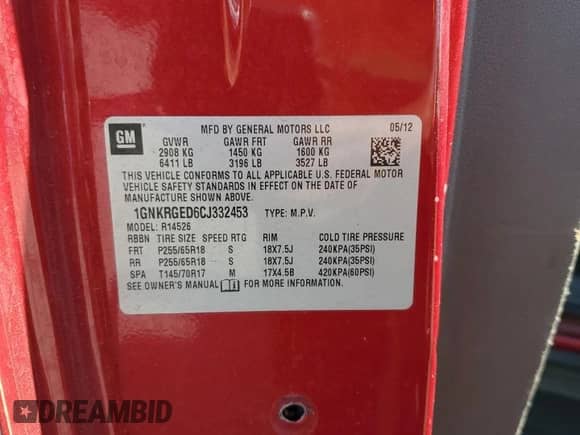 GM
MFD BY GENERAL MOTORS LLC 05/12
GVWR GAWR FRT GAWR RR
2908 KG 1450 KG 1600 KG
6411 LB 3196 LB 3527 LB
THIS VEHICLE CONFORMS TO ALL APPLICABLE U.S. FEDERAL MOTOR
VEHICLE SAFETY STANDARDS IN EFFECT ON THE DATE OF
MANUFACTURE SHOWN ABOVE.
1GNKRGED6CJ332453 TYPE: M.P.V.
MODEL: R14526
RBBN TIRE SIZE SPEED RTG RIM COLD TIRE PRESSURE
FRT P255/65R18 S 18X7.5J 240KPA(35PSI)
RR P255/65R18 S 18X7.5J 240KPA(35PSI)
SPA T145/70R17 M 17X4.5B 420KPA(60PSI)
SEE OWNER'S MANUAL FOR MORE INFORMATION.
DREAMBID